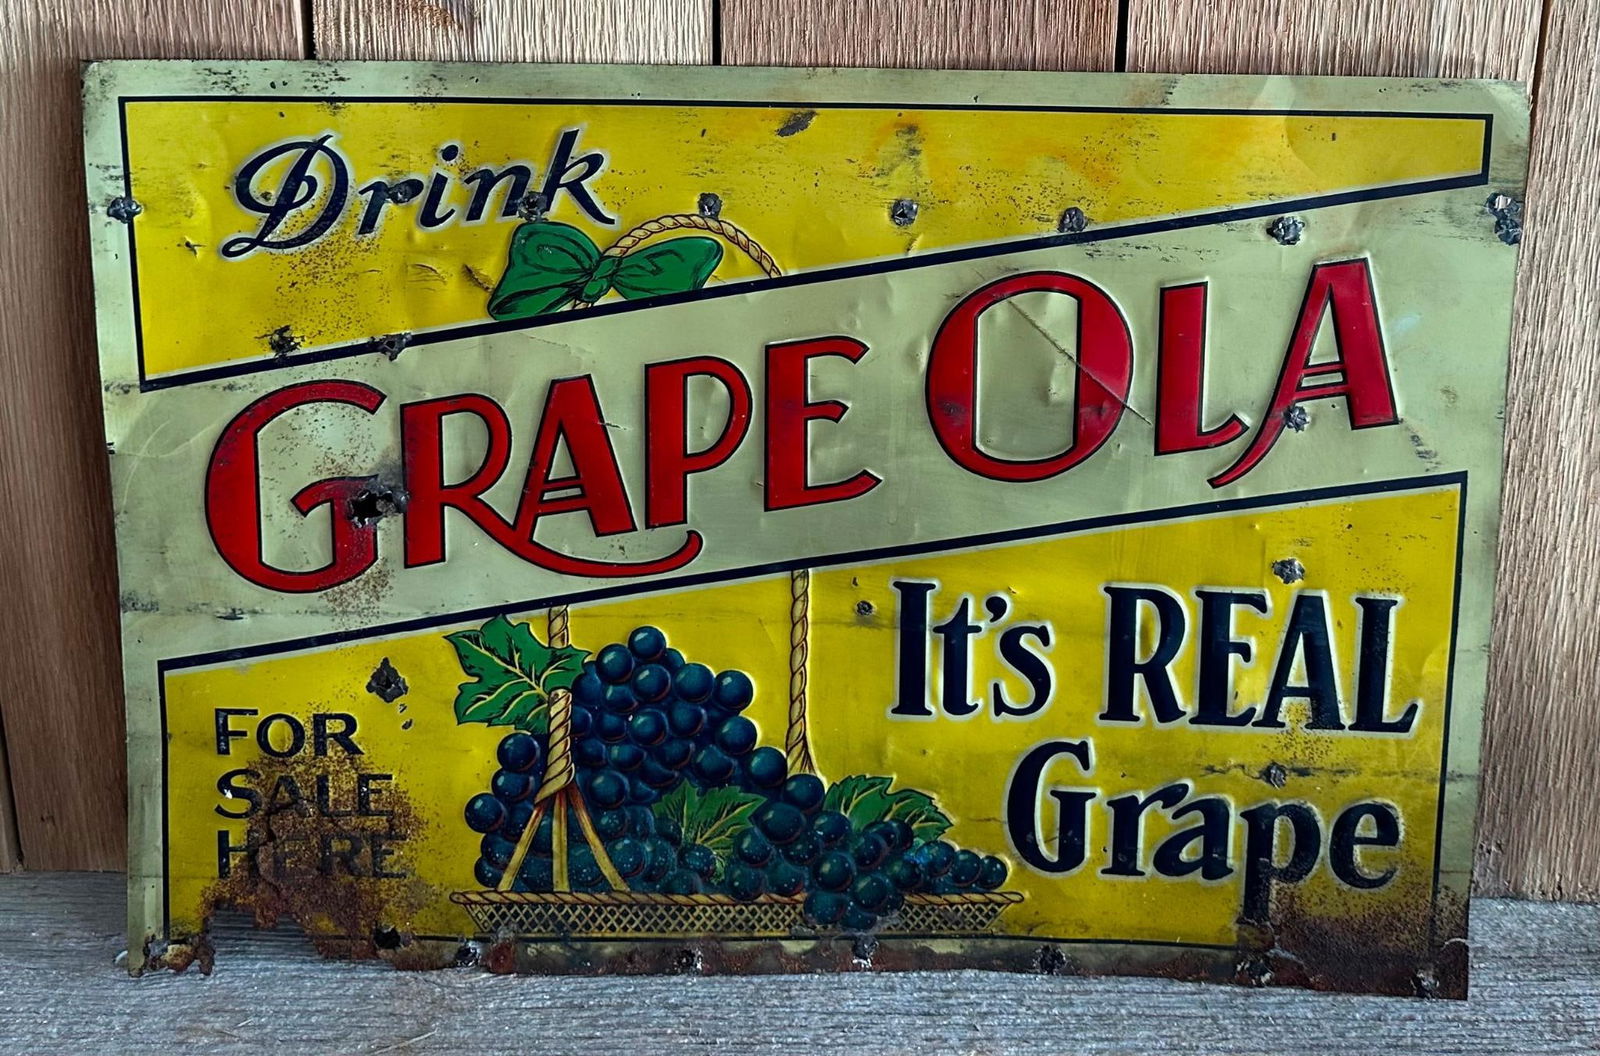 Drink
GRAPE OLA
It's REAL
Grape
FOR
SALE
HERE